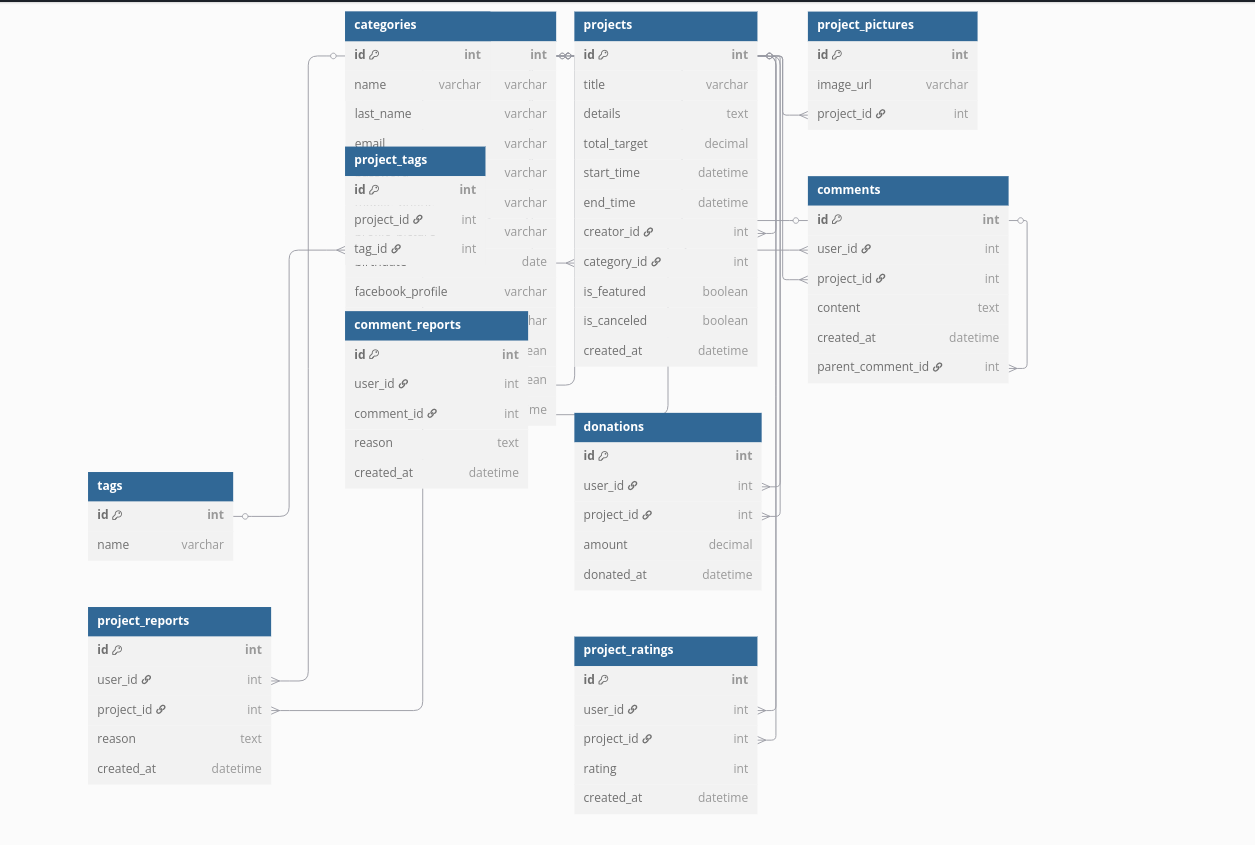 categories
id int int
name varchar varchar
last_name varchar
email varchar
project_tags
varchar
id int
varchar
project_id int
varchar
tag_id int
date
facebook_profile varchar
comment_reports
id int
user_id int
comment_id int
reason text
created_at datetime
projects
id int
title varchar
details text
total_target decimal
start_time datetime
end_time datetime
creator_id int
category_id int
is_featured boolean
is_canceled boolean
created_at datetime
project_pictures
id int
image_url varchar
project_id int
comments
id int
user_id int
project_id int
content text
created_at datetime
parent_comment_id int
donations
id int
user_id int
project_id int
amount decimal
donated_at datetime
tags
id int
name varchar
project_reports
id int
user_id int
project_id int
reason text
created_at datetime
project_ratings
id int
user_id int
project_id int
rating int
created_at datetime